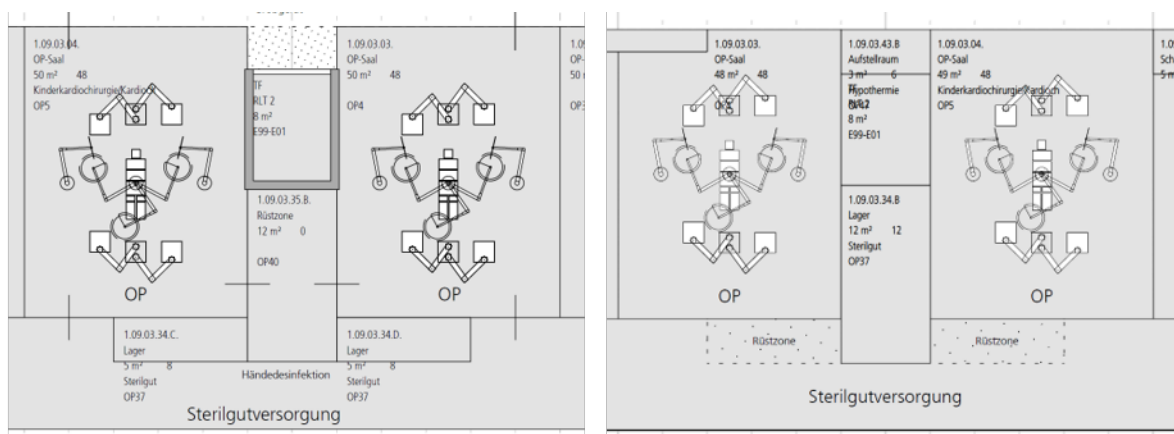 1.09.03.04.
OP-Saal
50 m² 48
Kinderkardiochirurgie/Kardioch
OP5
TF
RLT 2
8 m²
E99-E01
1.09.03.03.
OP-Saal
50 m² 48
OP4
1.09.03.35.B.
Rüstzone
12 m² 0
OP40
OP
OP
1.09.03.34.C.
Lager
5 m² 8
Sterilgut
OP37
1.09.03.34.D.
Lager
5 m² 8
Sterilgut
OP37
Händedesinfektion
Sterilgutversorgung
1.09.03.03.
OP-Saal
48 m² 48
1.09.03.43.B
Aufstellraum
3 m² 6
Hypothermie
RLT 2
8 m²
E99-E01
1.09.03.04.
OP-Saal
49 m² 48
Kinderkardiochirurgie/Kardioch
OP5
1.09.03.34.B
Lager
12 m² 12
Sterilgut
OP37
OP
OP
Rüstzone
Rüstzone
Sterilgutversorgung